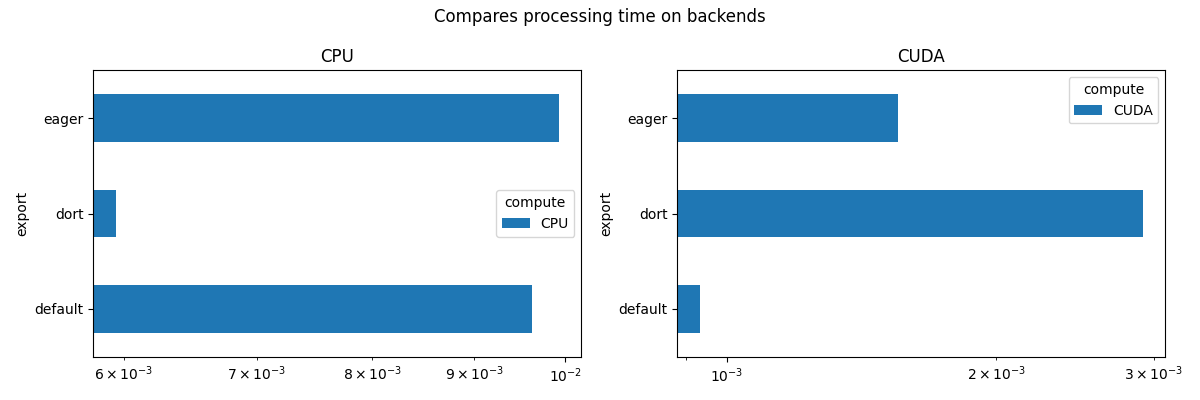 Compares processing time on backends
CPU
eager
dort
default
export
compute
CPU
6 × 10⁻³
7 × 10⁻³
8 × 10⁻³
9 × 10⁻³
10⁻²
CUDA
eager
dort
default
export
compute
CUDA
10⁻³
2 × 10⁻³
3 × 10⁻³